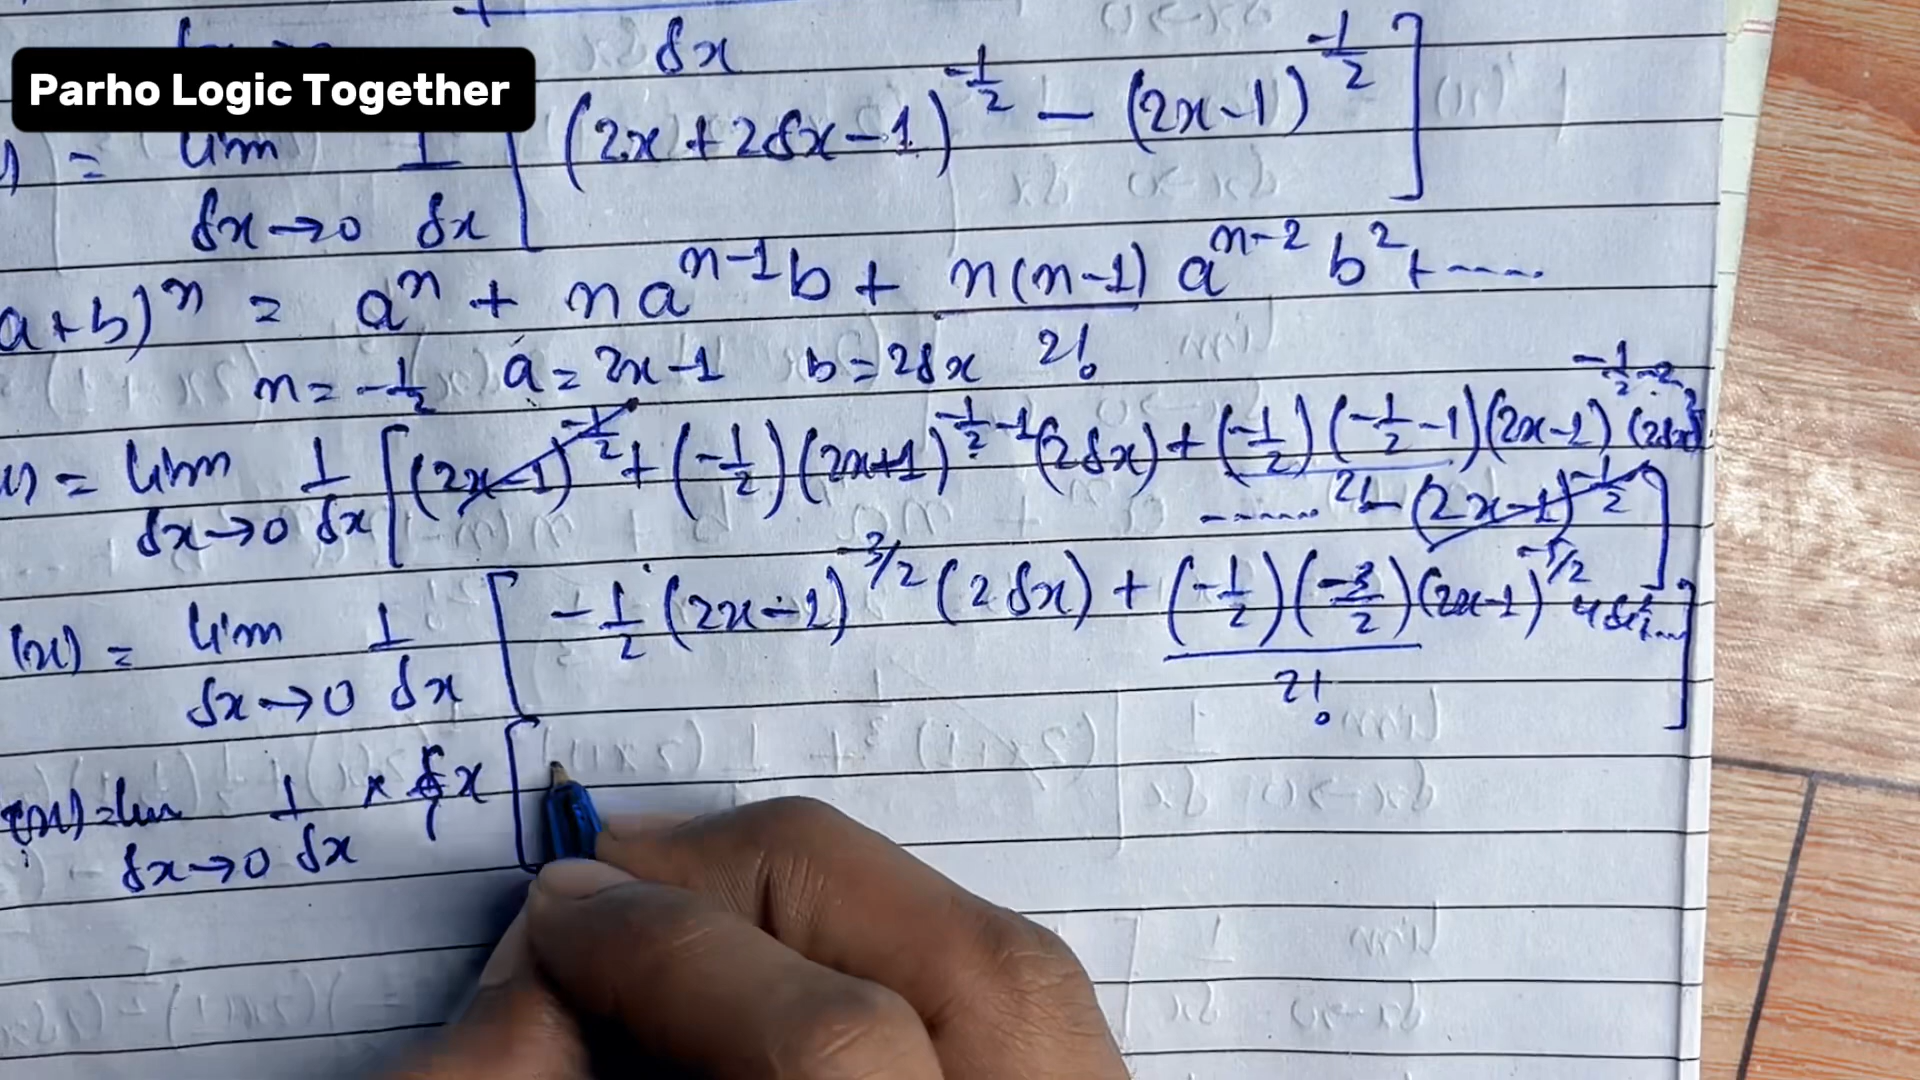 δx
Parho Logic Together
= lim 1/δx [ (2x+2δx-1)^(-1/2) - (2x-1)^(-1/2) ]
δx→0
a+b)^n = a^n + na^(n-1)b + n(n-1)/2! a^(n-2) b^2 + ----
n = -1/2 a = 2x-1 b = 2δx
= lim 1/δx [ (2x-1)^(-1/2) + (-1/2)(2x+1)^(-1/2-1)(2δx) + (-1/2)(-1/2-1)/2! (2x-1)^(-1/2-2) (2δx)^2
δx→0 ------ - (2x-1)^(-1/2) ]
(x) = lim 1/δx [ -1/2 (2x-1)^(-3/2) (2δx) + (-1/2)(-3/2)/2! (2x-1)^(-5/2) 4δx^2 .... ]
δx→0
(x) = lim 1/δx × δx [
δx→0